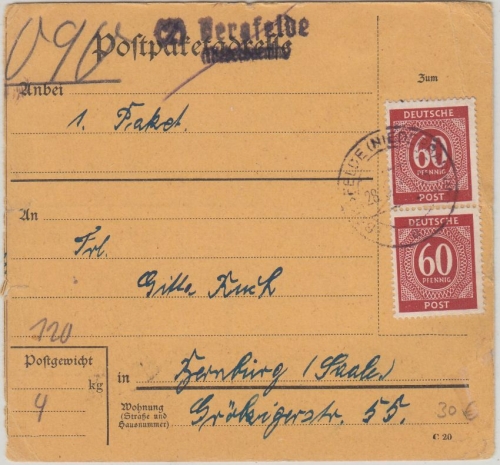 (2) Bergfelde
090
Postpaketadresse
Zum
Anbei
1. Paket.
DEUTSCHE
60
PFENNIG
POST
An
Frl.
Gitta Kuch
DEUTSCHE
60
PFENNIG
POST
120
Postgewicht
kg
4
in
Bernburg (Saale)
Wohnung
(Straße und
Hausnummer)
Gröbzigerstr. 55.
30 €
C 20